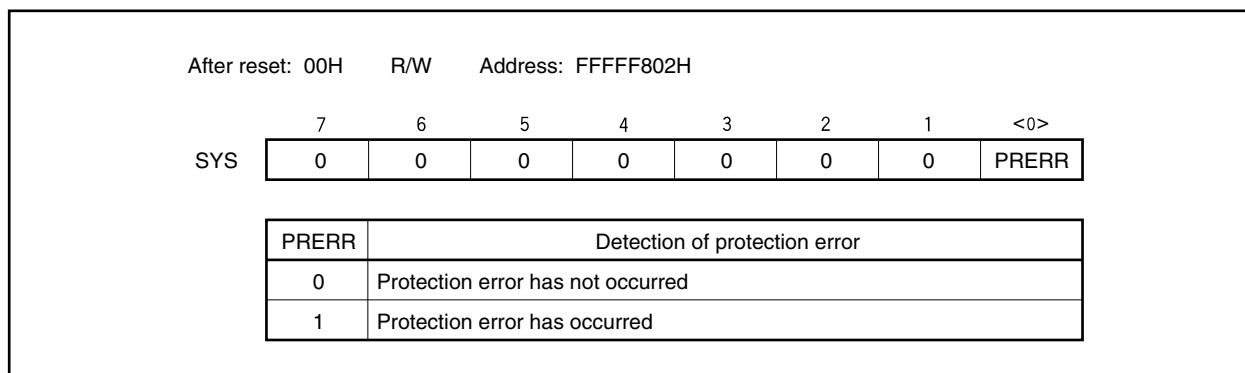 After reset: 00H R/W Address: FFFFF802H
7 6 5 4 3 2 1 <0>
SYS 0 0 0 0 0 0 0 PRERR
PRERR Detection of protection error
0 Protection error has not occurred
1 Protection error has occurred